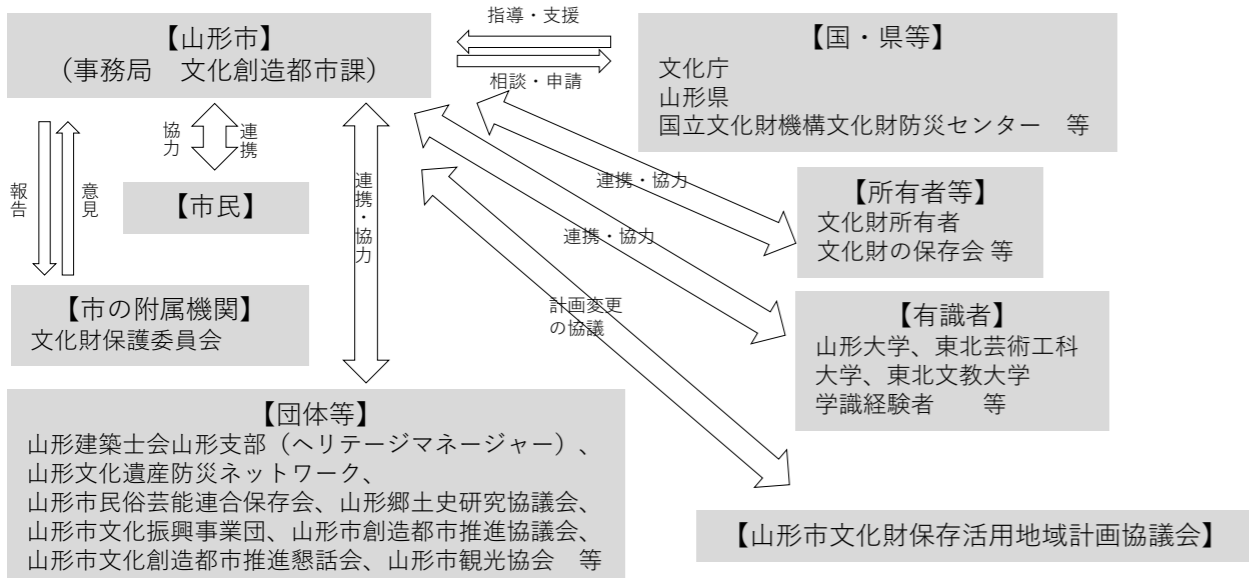 指導・支援
【山形市】
(事務局　文化創造都市課)
相談・申請
【国・県等】
文化庁
山形県
国立文化財機構文化財防災センター　等
協力
連携
報告
意見
【市民】
連携・協力
連携・協力
連携・協力
【所有者等】
文化財所有者
文化財の保存会 等
【市の附属機関】
文化財保護委員会
計画変更
の協議
【有識者】
山形大学、東北芸術工科
大学、東北文教大学
学識経験者　　等
【団体等】
山形建築士会山形支部（ヘリテージマネージャー）、
山形文化遺産防災ネットワーク、
山形市民俗芸能連合保存会、山形郷土史研究協議会、
山形市文化振興事業団、山形市創造都市推進協議会、
山形市文化創造都市推進懇話会、山形市観光協会　等
【山形市文化財保存活用地域計画協議会】